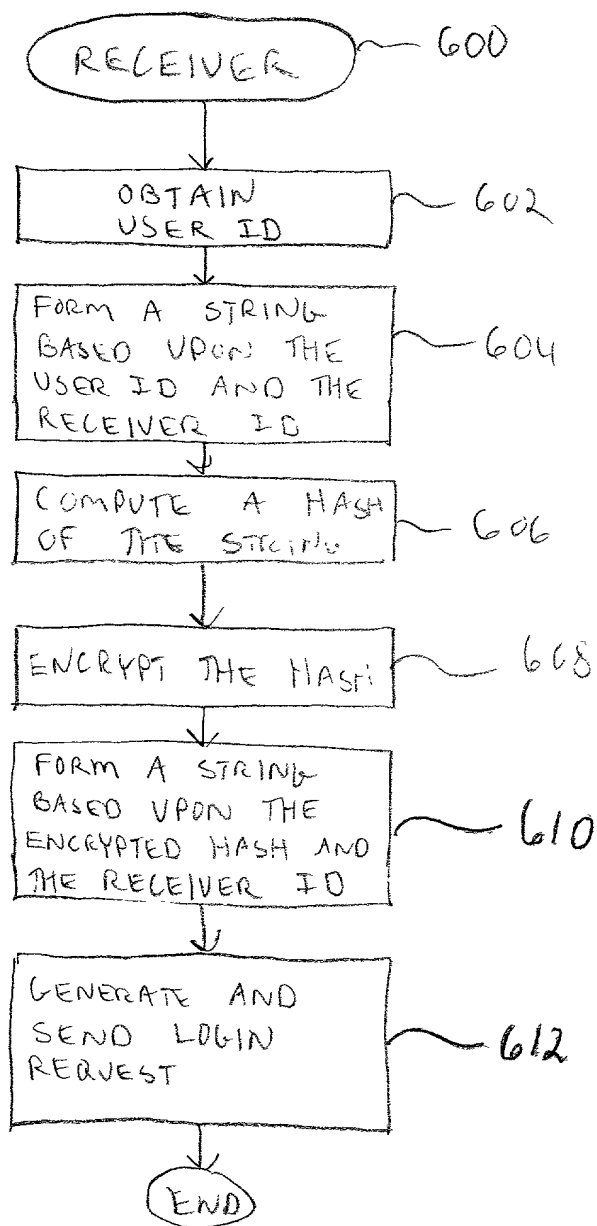 RECEIVER
600
OBTAIN
USER ID
602
FORM A STRING
BASED UPON THE
USER ID AND THE
RECEIVER ID
604
COMPUTE A HASH
OF THE STRING
606
ENCRYPT THE HASH
608
FORM A STRING
BASED UPON THE
ENCRYPTED HASH AND
THE RECEIVER ID
610
GENERATE AND
SEND LOGIN
REQUEST
612
END